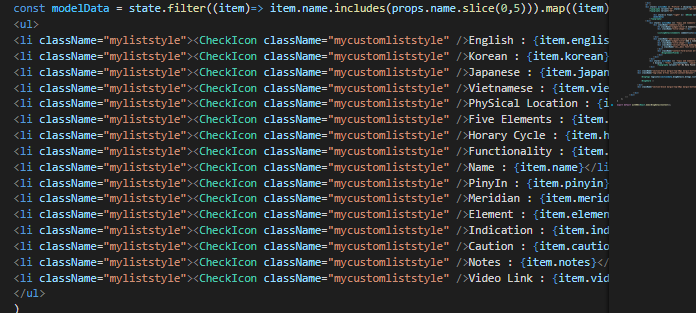 const modelData = state.filter((item)=> item.name.includes(props.name.slice(0,5))).map((item)
<ul>
<li className="myliststyle"><CheckIcon className="mycustomliststyle" />English : {item.englis
<li className="myliststyle"><CheckIcon className="mycustomliststyle" />Korean : {item.korean}
<li className="myliststyle"><CheckIcon className="mycustomliststyle" />Japanese : {item.japan
<li className="myliststyle"><CheckIcon className="mycustomliststyle" />Vietnamese : {item.vie
<li className="myliststyle"><CheckIcon className="mycustomliststyle" />PhySical Location : {i
<li className="myliststyle"><CheckIcon className="mycustomliststyle" />Five Elements : {item.
<li className="myliststyle"><CheckIcon className="mycustomliststyle" />Horary Cycle : {item.h
<li className="myliststyle"><CheckIcon className="mycustomliststyle" />Functionality : {item.
<li className="myliststyle"><CheckIcon className="mycustomliststyle" />Name : {item.name}</li
<li className="myliststyle"><CheckIcon className="mycustomliststyle" />PinyIn : {item.pinyin}
<li className="myliststyle"><CheckIcon className="mycustomliststyle" />Meridian : {item.merid
<li className="myliststyle"><CheckIcon className="mycustomliststyle" />Element : {item.elemen
<li className="myliststyle"><CheckIcon className="mycustomliststyle" />Indication : {item.ind
<li className="myliststyle"><CheckIcon className="mycustomliststyle" />Caution : {item.cautio
<li className="myliststyle"><CheckIcon className="mycustomliststyle" />Notes : {item.notes}</
<li className="myliststyle"><CheckIcon className="mycustomliststyle" />Video Link : {item.vid
</ul>
)